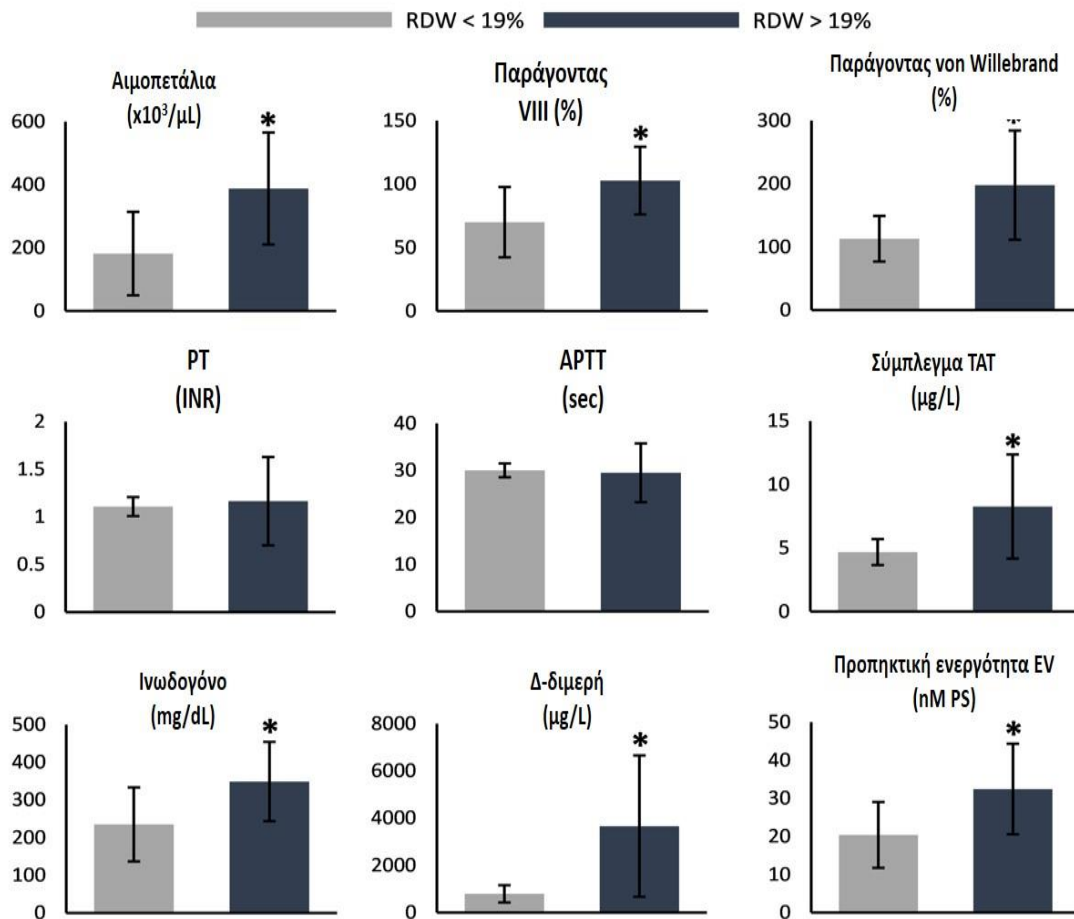 RDW < 19% RDW > 19%
Αιμοπετάλια
(x10³/μL)
600
400
200
0
*
Παράγοντας
VIII (%)
150
100
50
0
*
Παράγοντας von Willebrand
(%)
300
200
100
0
*
PT
(INR)
2
1.5
1
0.5
0
APTT
(sec)
40
30
20
10
0
Σύμπλεγμα TAT
(μg/L)
15
10
5
0
*
Ινωδογόνο
(mg/dL)
500
400
300
200
100
0
*
Δ-διμερή
(μg/L)
8000
6000
4000
2000
0
*
Προπηκτική ενεργότητα EV
(nM PS)
50
40
30
20
10
0
*